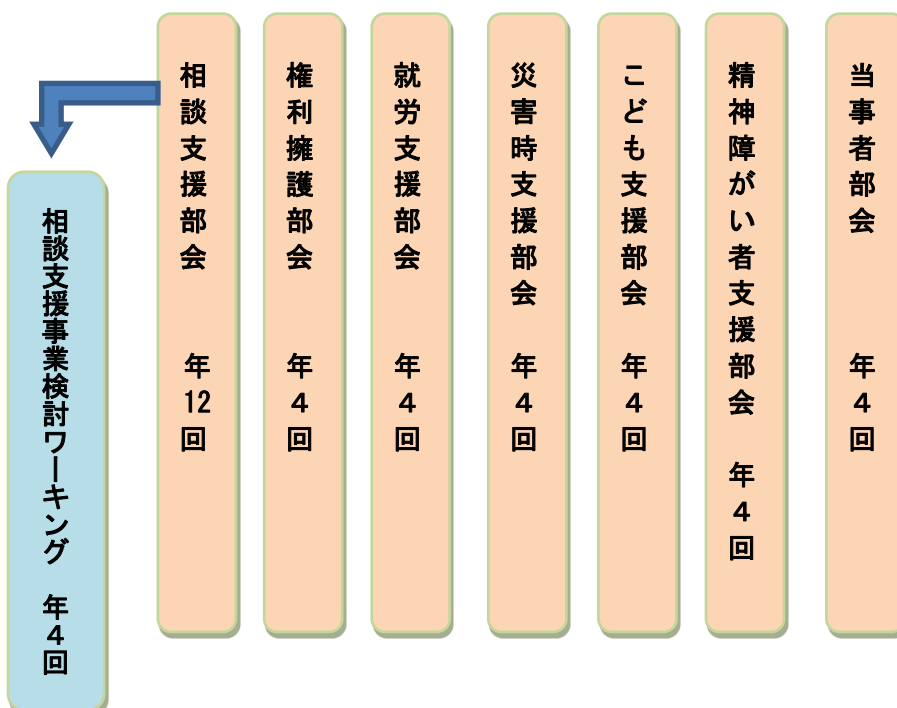 当事者部会　年４回
精神障がい者支援部会　年４回
こども支援部会　年４回
災害時支援部会　年４回
就労支援部会　年４回
権利擁護部会　年４回
相談支援部会　年12回
相談支援事業検討ワーキング　年４回